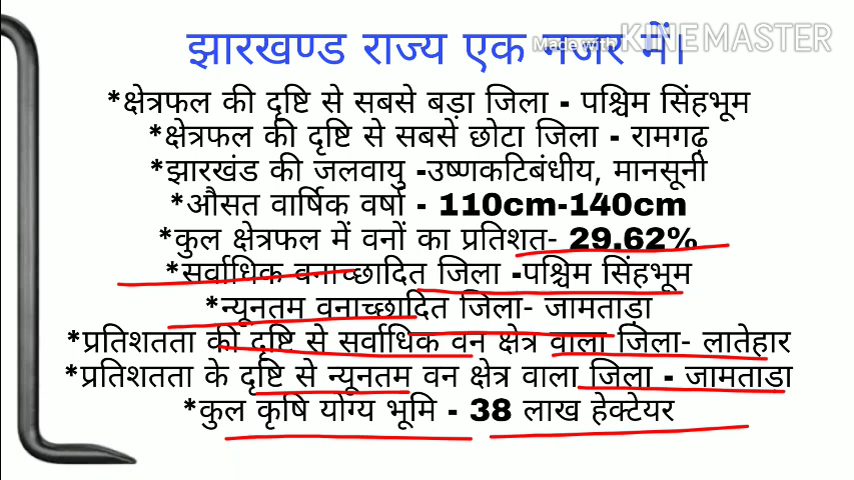 Made with KINEMASTER
झारखण्ड राज्य एक नजर में।
*क्षेत्रफल की दृष्टि से सबसे बड़ा जिला - पश्चिम सिंहभूम
*क्षेत्रफल की दृष्टि से सबसे छोटा जिला - रामगढ़
*झारखंड की जलवायु -उष्णकटिबंधीय, मानसूनी
*औसत वार्षिक वर्षा - 110cm-140cm
*कुल क्षेत्रफल में वनों का प्रतिशत- 29.62%
*सर्वाधिक वनाच्छादित जिला -पश्चिम सिंहभूम
*न्यूनतम वनाच्छादित जिला- जामताड़ा
*प्रतिशतता की दृष्टि से सर्वाधिक वन क्षेत्र वाला जिला- लातेहार
*प्रतिशतता के दृष्टि से न्यूनतम वन क्षेत्र वाला जिला - जामताड़ा
*कुल कृषि योग्य भूमि - 38 लाख हेक्टेयर